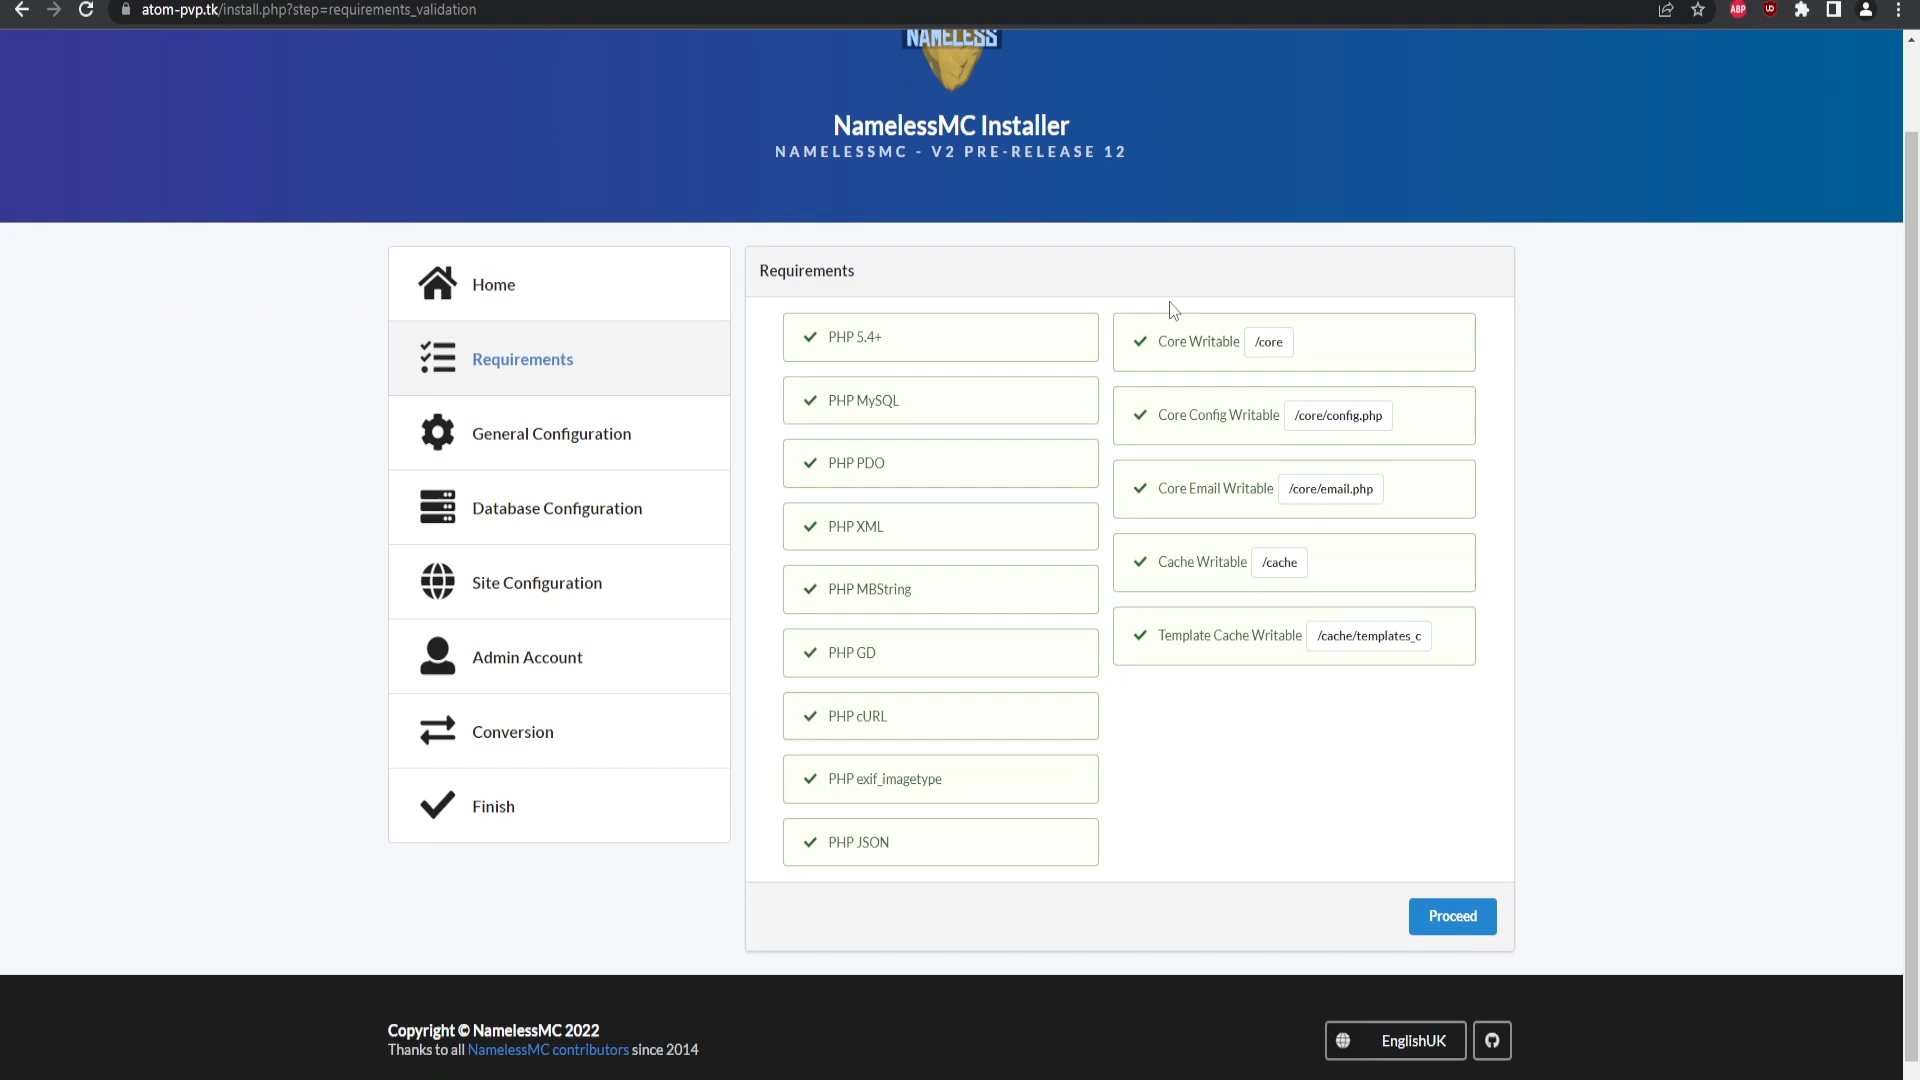 atom-pvp.tk/install.php?step=requirements_validation
ABP
UD
NAMELESS
NamelessMC Installer
NAMELESSMC - V2 PRE-RELEASE 12
Home
Requirements
General Configuration
Database Configuration
Site Configuration
Admin Account
Conversion
Finish
Requirements
PHP 5.4+
PHP MySQL
PHP PDO
PHP XML
PHP MBString
PHP GD
PHP cURL
PHP exif_imagetype
PHP JSON
Core Writable /core
Core Config Writable /core/config.php
Core Email Writable /core/email.php
Cache Writable /cache
Template Cache Writable /cache/templates_c
Proceed
Copyright © NamelessMC 2022
Thanks to all NamelessMC contributors since 2014
EnglishUK